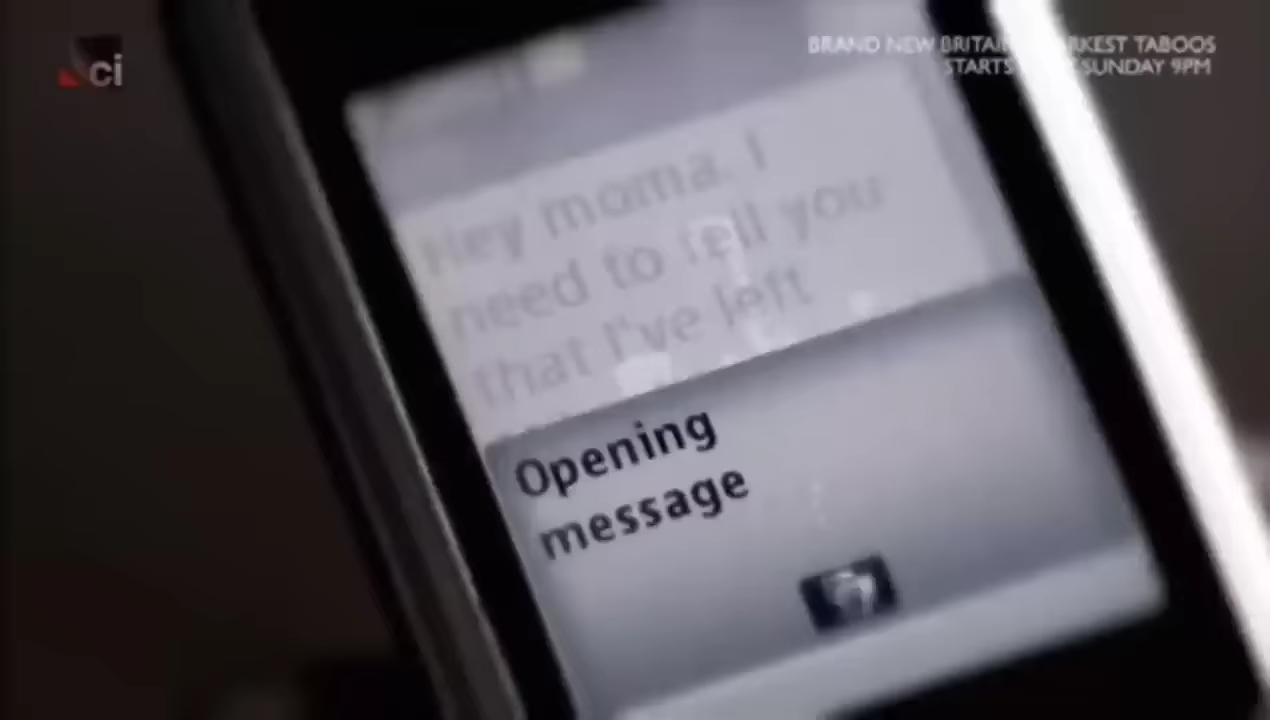 ci
BRAND NEW BRITAI RKEST TABOOS
STARTS SUNDAY 9PM
Hey moma. I
need to tell you
that I've left
Opening
message